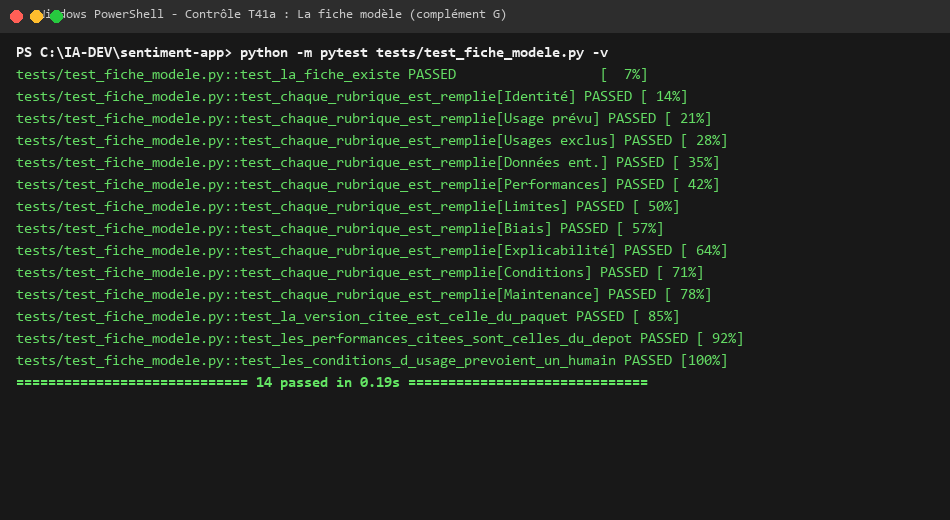 Windows PowerShell - Contrôle T41a : La fiche modèle (complément G)
PS C:\IA-DEV\sentiment-app> python -m pytest tests/test_fiche_modele.py -v
tests/test_fiche_modele.py::test_la_fiche_existe PASSED                  [  7%]
tests/test_fiche_modele.py::test_chaque_rubrique_est_remplie[Identité] PASSED [ 14%]
tests/test_fiche_modele.py::test_chaque_rubrique_est_remplie[Usage prévu] PASSED [ 21%]
tests/test_fiche_modele.py::test_chaque_rubrique_est_remplie[Usages exclus] PASSED [ 28%]
tests/test_fiche_modele.py::test_chaque_rubrique_est_remplie[Données ent.] PASSED [ 35%]
tests/test_fiche_modele.py::test_chaque_rubrique_est_remplie[Performances] PASSED [ 42%]
tests/test_fiche_modele.py::test_chaque_rubrique_est_remplie[Limites] PASSED [ 50%]
tests/test_fiche_modele.py::test_chaque_rubrique_est_remplie[Biais] PASSED [ 57%]
tests/test_fiche_modele.py::test_chaque_rubrique_est_remplie[Explicabilité] PASSED [ 64%]
tests/test_fiche_modele.py::test_chaque_rubrique_est_remplie[Conditions] PASSED [ 71%]
tests/test_fiche_modele.py::test_chaque_rubrique_est_remplie[Maintenance] PASSED [ 78%]
tests/test_fiche_modele.py::test_la_version_citee_est_celle_du_paquet PASSED [ 85%]
tests/test_fiche_modele.py::test_les_performances_citees_sont_celles_du_depot PASSED [ 92%]
tests/test_fiche_modele.py::test_les_conditions_d_usage_prevoient_un_humain PASSED [100%]
============================= 14 passed in 0.19s ==============================